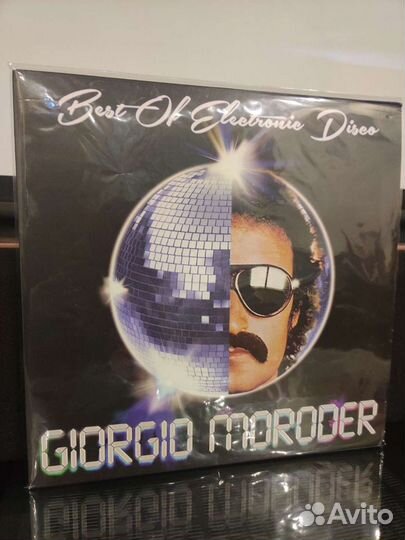 Best Of Electronic Disco
GIORGIO MORODER
Avito